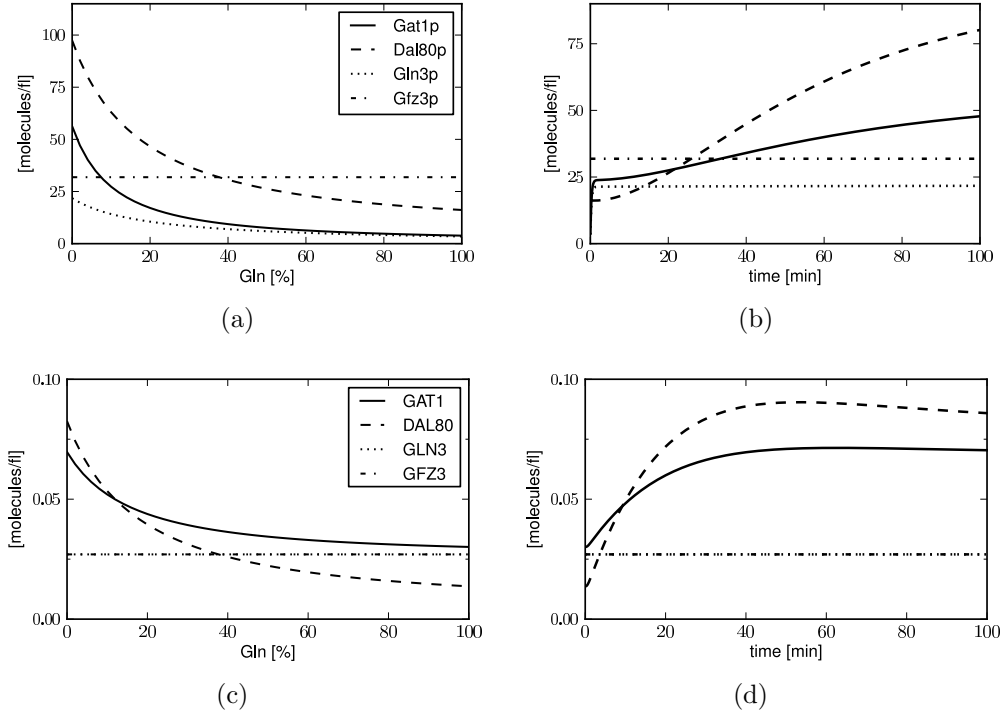 100
75
50
25
0
[molecules/fl]
0 20 40 60 80 100
Gln [%]
Gat1p
Dal80p
Gln3p
Gfz3p
(a)
75
50
25
0
[molecules/fl]
0 20 40 60 80 100
time [min]
(b)
0.10
0.05
0.00
[molecules/fl]
0 20 40 60 80 100
Gln [%]
GAT1
DAL80
GLN3
GFZ3
(c)
0.10
0.05
0.00
[molecules/fl]
0 20 40 60 80 100
time [min]
(d)